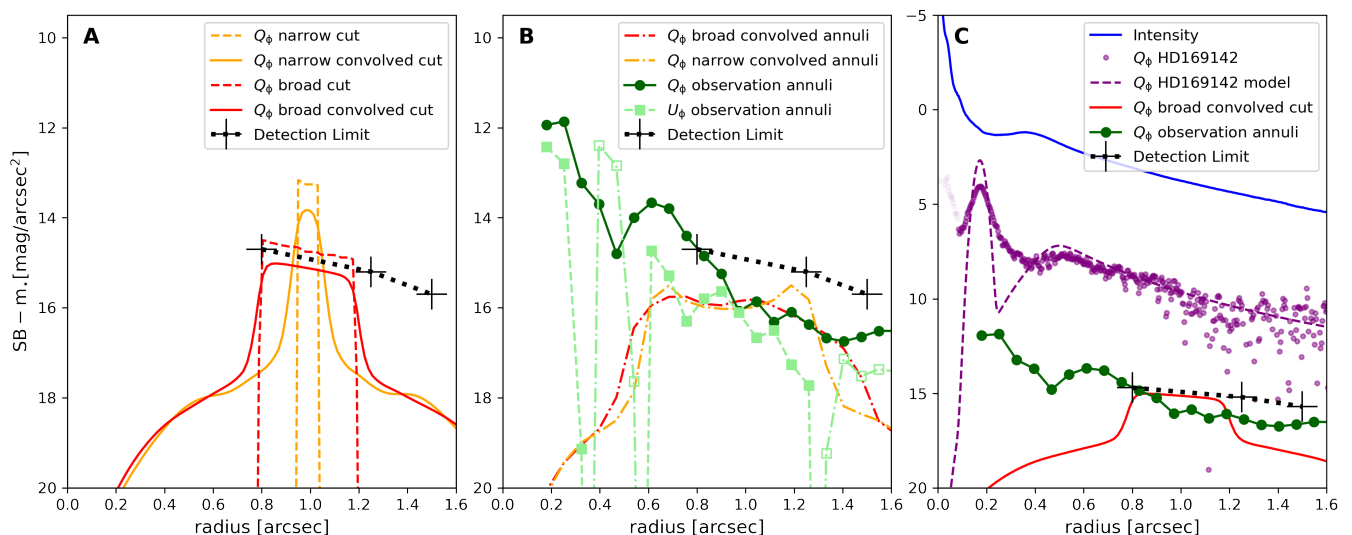 A
Qϕ narrow cut
Qϕ narrow convolved cut
Qϕ broad cut
Qϕ broad convolved cut
Detection Limit
10
12
14
16
18
20
SB − m.[mag/arcsec²]
0.0 0.2 0.4 0.6 0.8 1.0 1.2 1.4 1.6
radius [arcsec]
B
Qϕ broad convolved annuli
Qϕ narrow convolved annuli
Qϕ observation annuli
Uϕ observation annuli
Detection Limit
10
12
14
16
18
20
0.0 0.2 0.4 0.6 0.8 1.0 1.2 1.4 1.6
radius [arcsec]
C
Intensity
Qϕ HD169142
Qϕ HD169142 model
Qϕ broad convolved cut
Qϕ observation annuli
Detection Limit
−5
0
5
10
15
20
0.0 0.2 0.4 0.6 0.8 1.0 1.2 1.4 1.6
radius [arcsec]